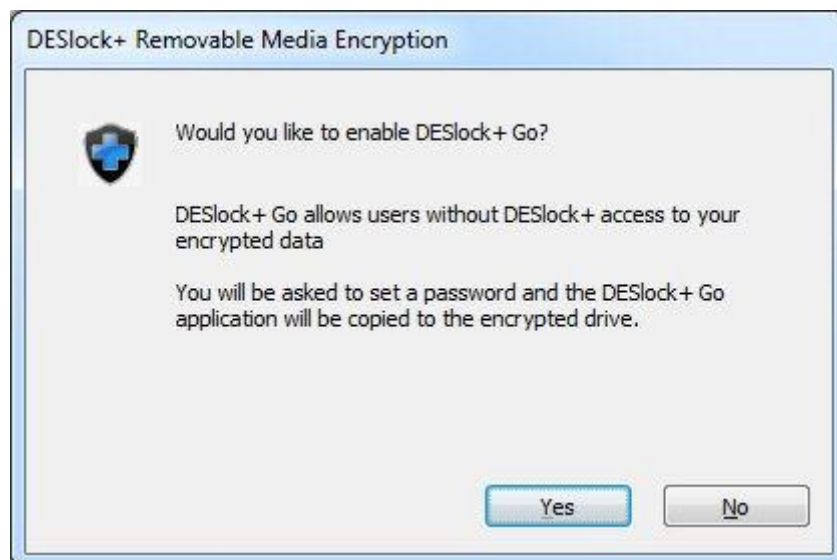 DESlock+ Removable Media Encryption
Would you like to enable DESlock+ Go?
DESlock+ Go allows users without DESlock+ access to your
encrypted data
You will be asked to set a password and the DESlock+ Go
application will be copied to the encrypted drive.
Yes
No